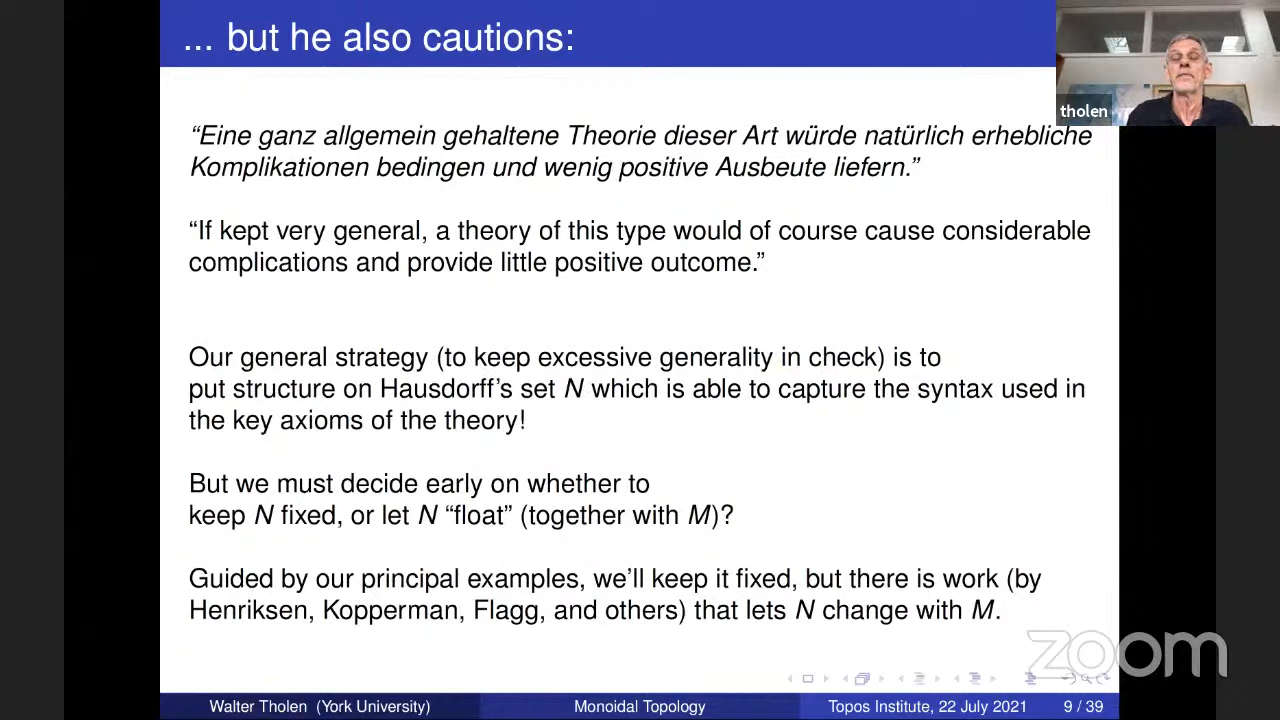 ... but he also cautions:
tholen
“Eine ganz allgemein gehaltene Theorie dieser Art würde natürlich erhebliche
Komplikationen bedingen und wenig positive Ausbeute liefern.”
“If kept very general, a theory of this type would of course cause considerable
complications and provide little positive outcome.”
Our general strategy (to keep excessive generality in check) is to
put structure on Hausdorff’s set N which is able to capture the syntax used in
the key axioms of the theory!
But we must decide early on whether to
keep N fixed, or let N “float” (together with M)?
Guided by our principal examples, we’ll keep it fixed, but there is work (by
Henriksen, Kopperman, Flagg, and others) that lets N change with M.
zoom
Walter Tholen (York University)
Monoidal Topology
Topos Institute, 22 July 2021
9 / 39